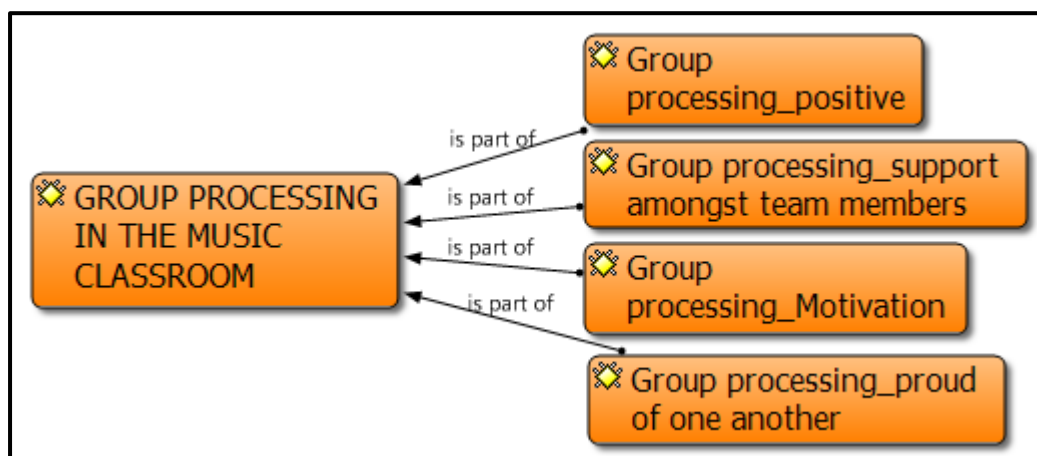 Group
processing_positive
is part of
Group processing_support
amongst team members
is part of
GROUP PROCESSING
IN THE MUSIC
CLASSROOM
is part of
Group
processing_Motivation
is part of
Group processing_proud
of one another